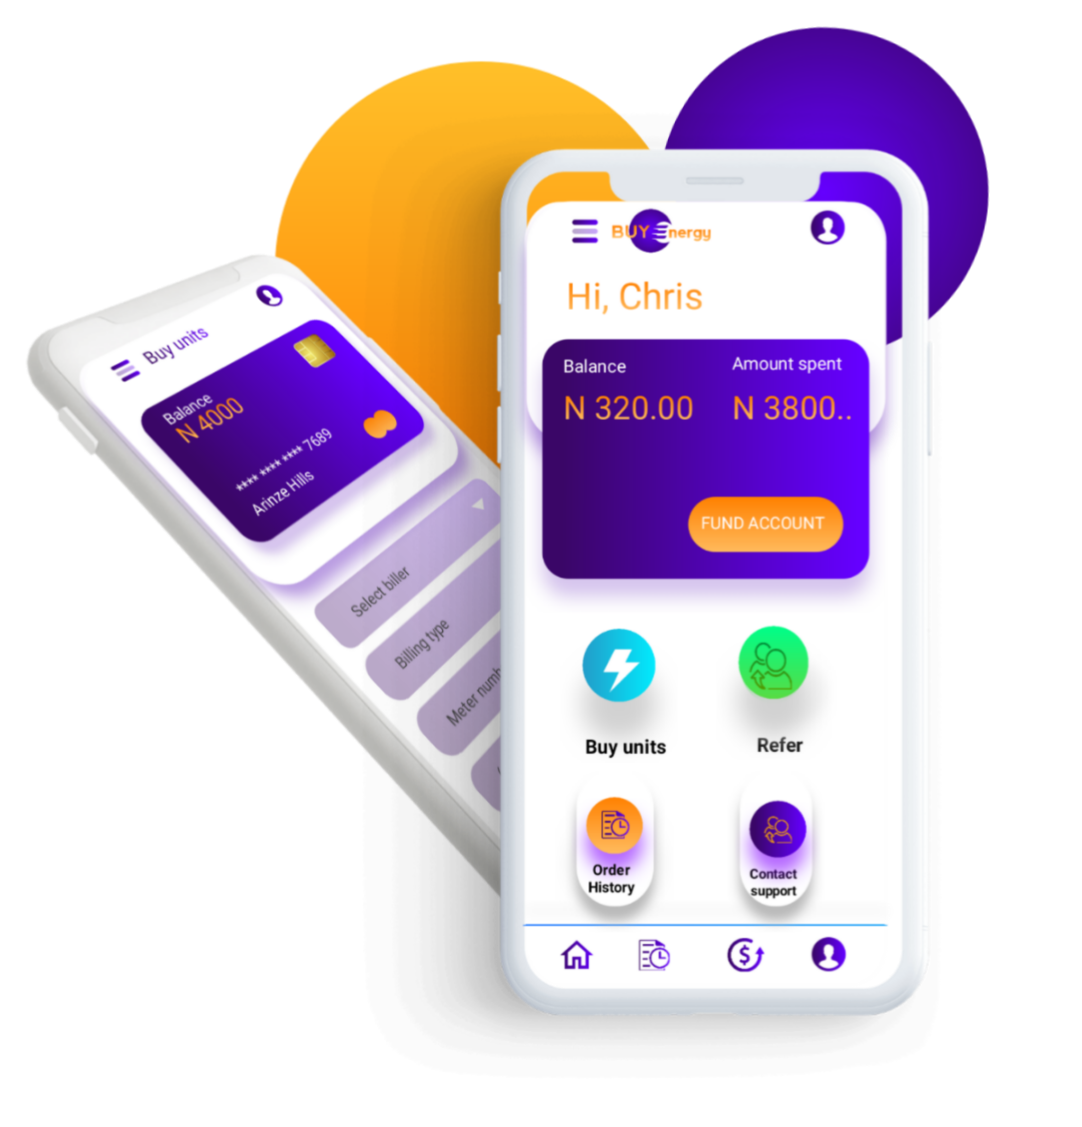 Buy units
Balance
N 4000
**** **** **** 7689
Arinze Hills
Select biller
Billing type
Meter numb
BUY Energy
Hi, Chris
Balance
Amount spent
N 320.00
N 3800..
FUND ACCOUNT
Buy units
Refer
Order
History
Contact
support